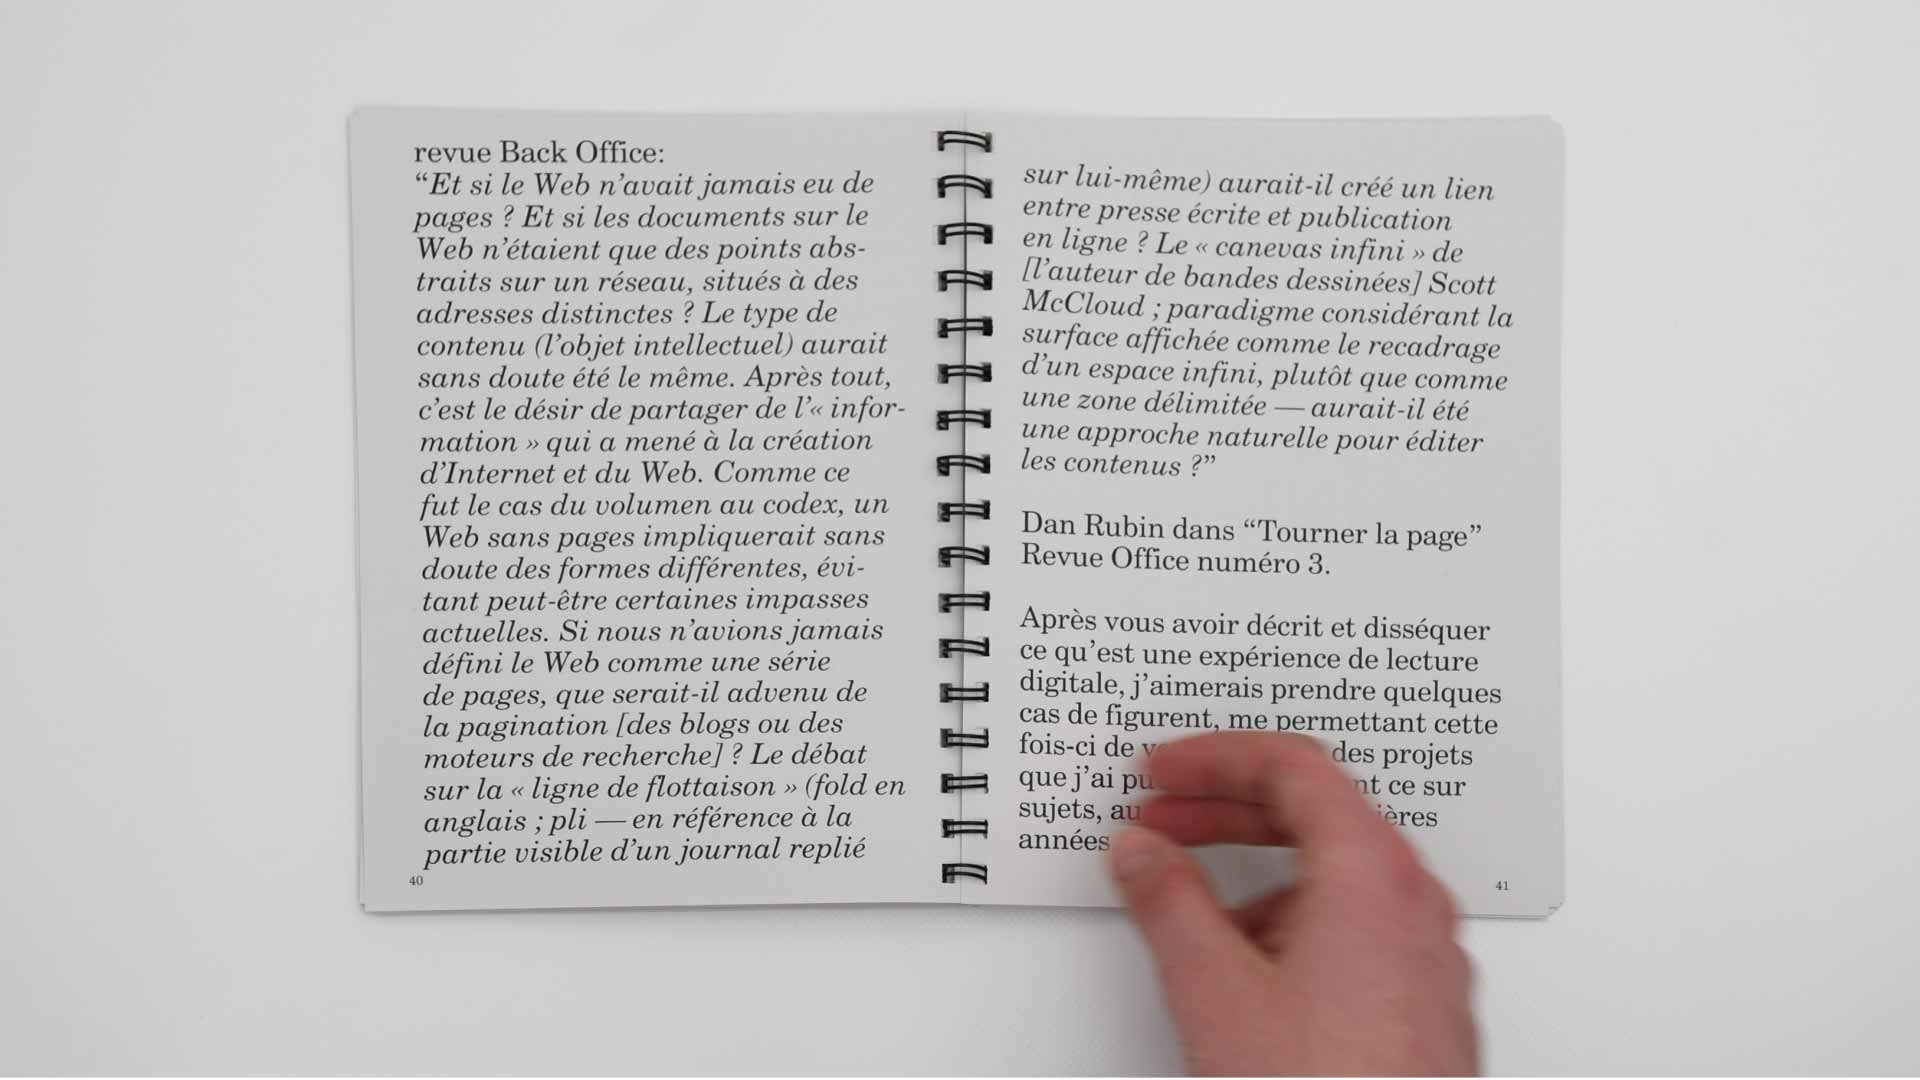 revue Back Office:
“Et si le Web n’avait jamais eu de
pages ? Et si les documents sur le
Web n’étaient que des points abs-
traits sur un réseau, situés à des
adresses distinctes ? Le type de
contenu (l’objet intellectuel) aurait
sans doute été le même. Après tout,
c’est le désir de partager de l’« infor-
mation » qui a mené à la création
d’Internet et du Web. Comme ce
fut le cas du volumen au codex, un
Web sans pages impliquerait sans
doute des formes différentes, évi-
tant peut-être certaines impasses
actuelles. Si nous n’avions jamais
défini le Web comme une série
de pages, que serait-il advenu de
la pagination [des blogs ou des
moteurs de recherche] ? Le débat
sur la « ligne de flottaison » (fold en
anglais ; pli — en référence à la
partie visible d’un journal replié
40
sur lui-même) aurait-il créé un lien
entre presse écrite et publication
en ligne ? Le « canevas infini » de
[l’auteur de bandes dessinées] Scott
McCloud ; paradigme considérant la
surface affichée comme le recadrage
d’un espace infini, plutôt que comme
une zone délimitée — aurait-il été
une approche naturelle pour éditer
les contenus ?”
Dan Rubin dans “Tourner la page”
Revue Office numéro 3.
Après vous avoir décrit et disséquer
ce qu’est une expérience de lecture
digitale, j’aimerais prendre quelques
cas de figurent, me permettant cette
fois-ci de des projets
que j’ai ce sur
sujets,
années
41